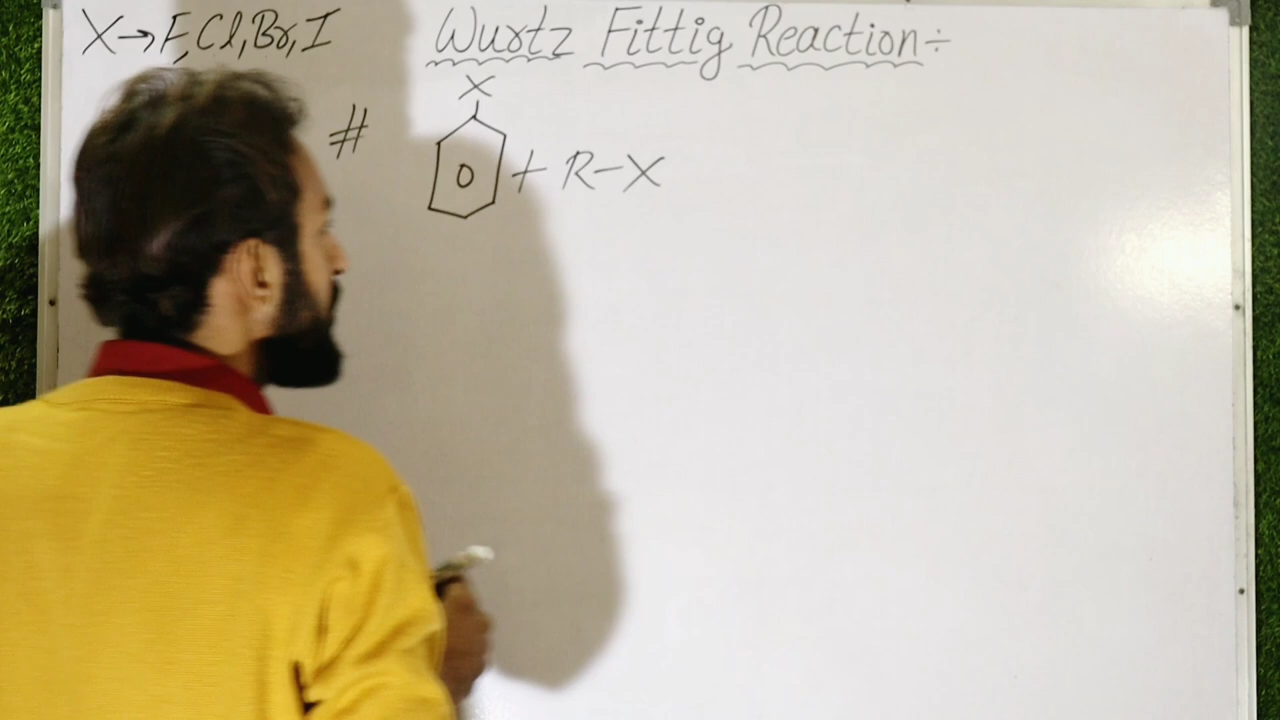 X→F,Cl,Br,I
Wurtz Fittig Reaction÷
X
# + R-X